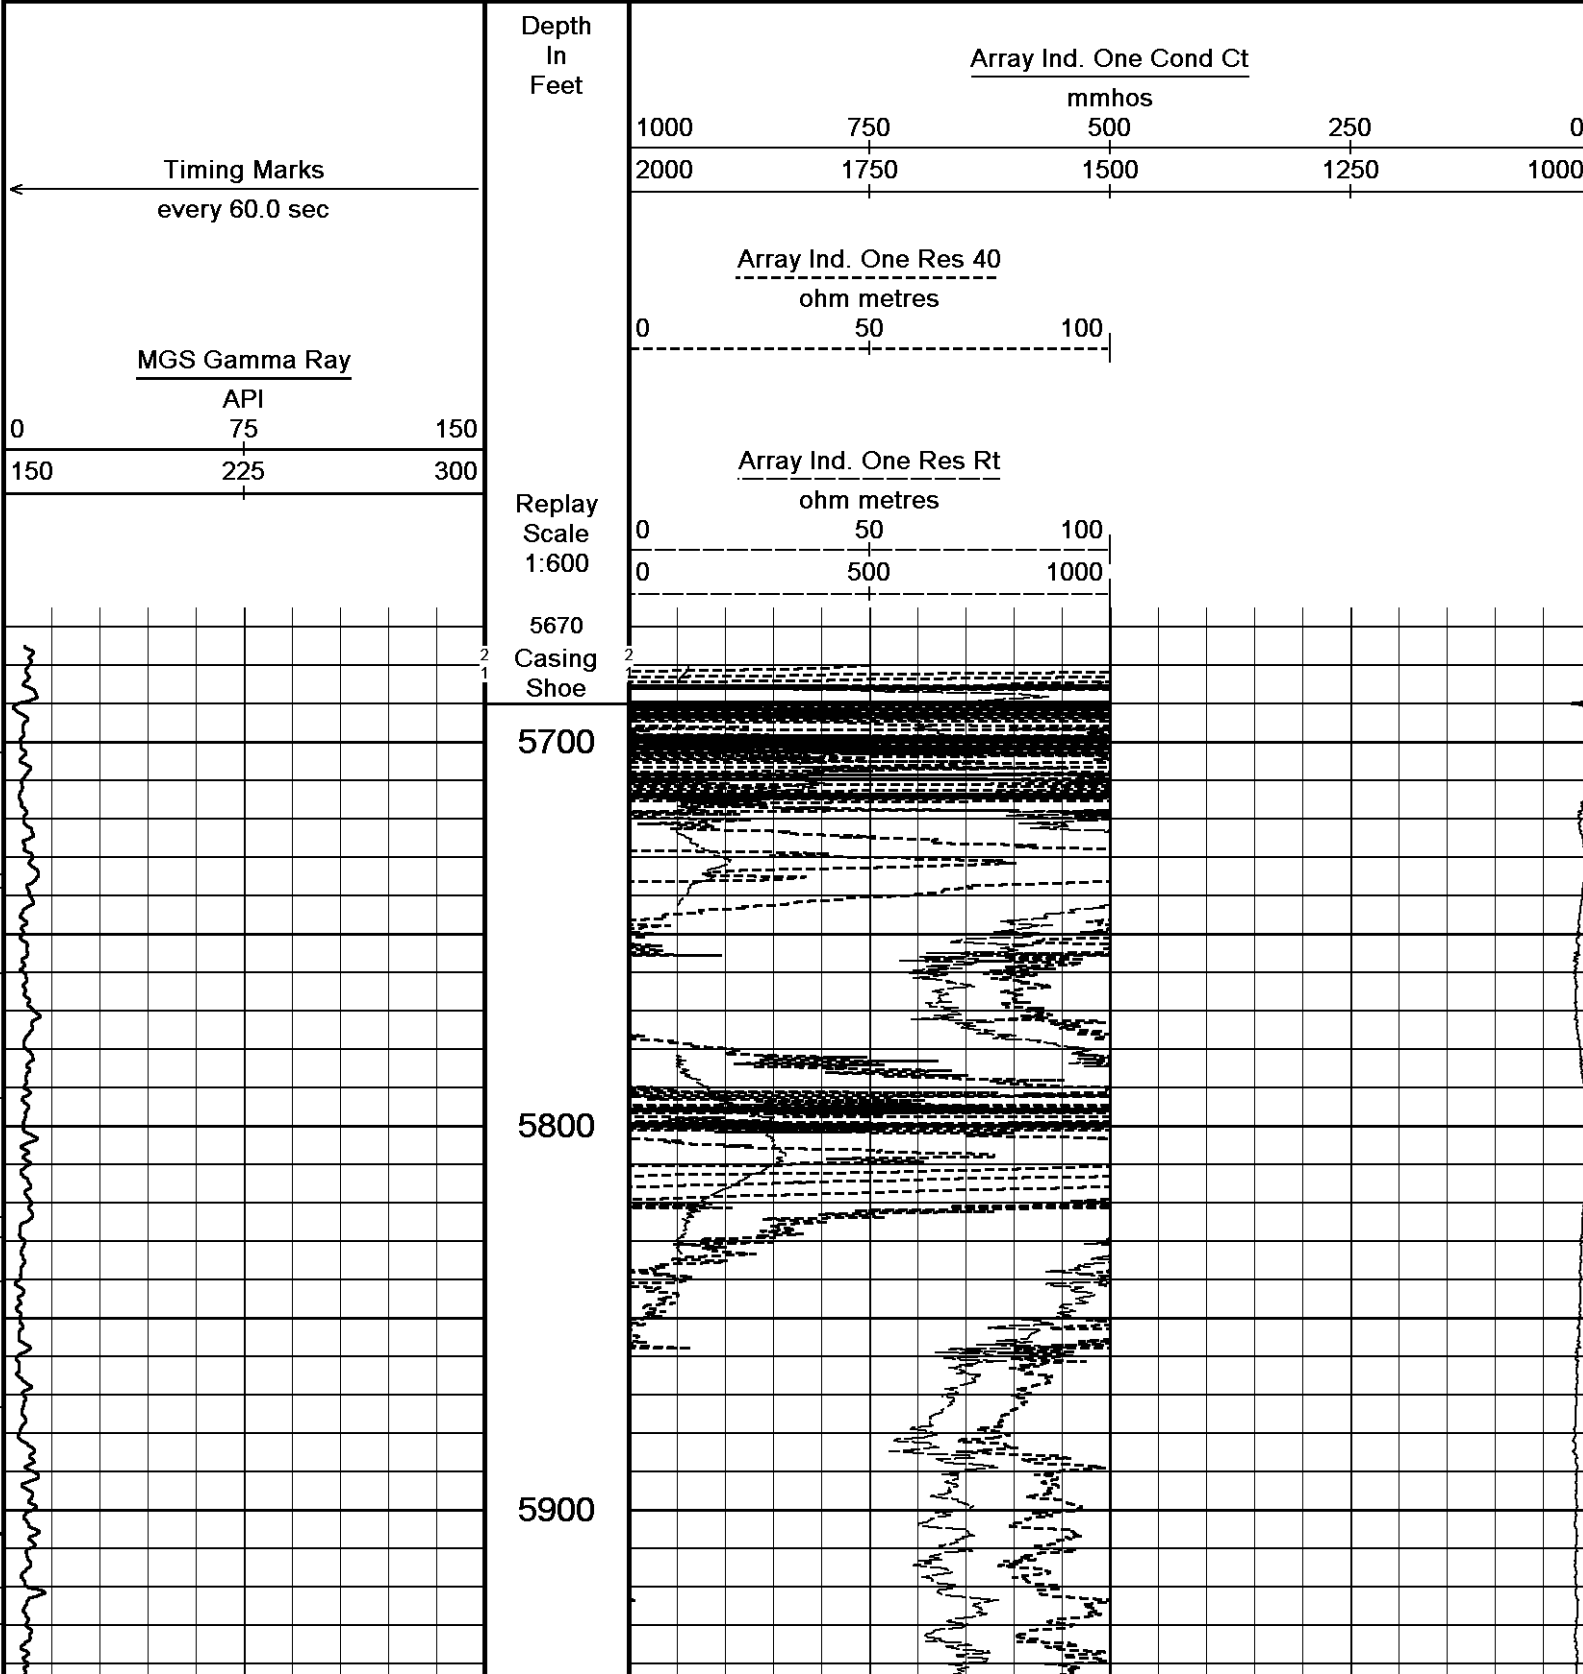 Depth
In
Feet
Array Ind. One Cond Ct
mmhos
1000 750 500 250 0
2000 1750 1500 1250 1000
Timing Marks
every 60.0 sec
Array Ind. One Res 40
ohm metres
0 50 100
MGS Gamma Ray
API
0 75 150
150 225 300
Array Ind. One Res Rt
ohm metres
0 50 100
0 500 1000
Replay
Scale
1:600
5670
2 Casing 2
1 1
Shoe
5700
5800
5900